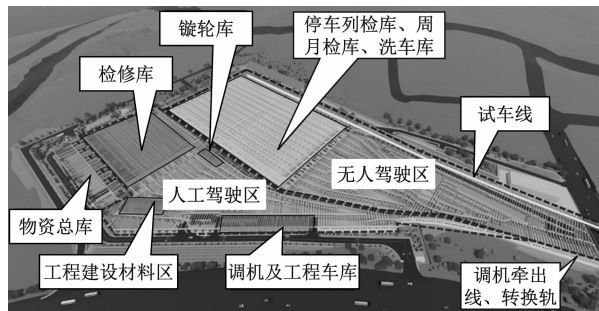 镟轮库
停车列检库、周
月检库、洗车库
检修库
试车线
无人驾驶区
人工驾驶区
物资总库
工程建设材料区
调机及工程车库
调机牵出
线、转换轨